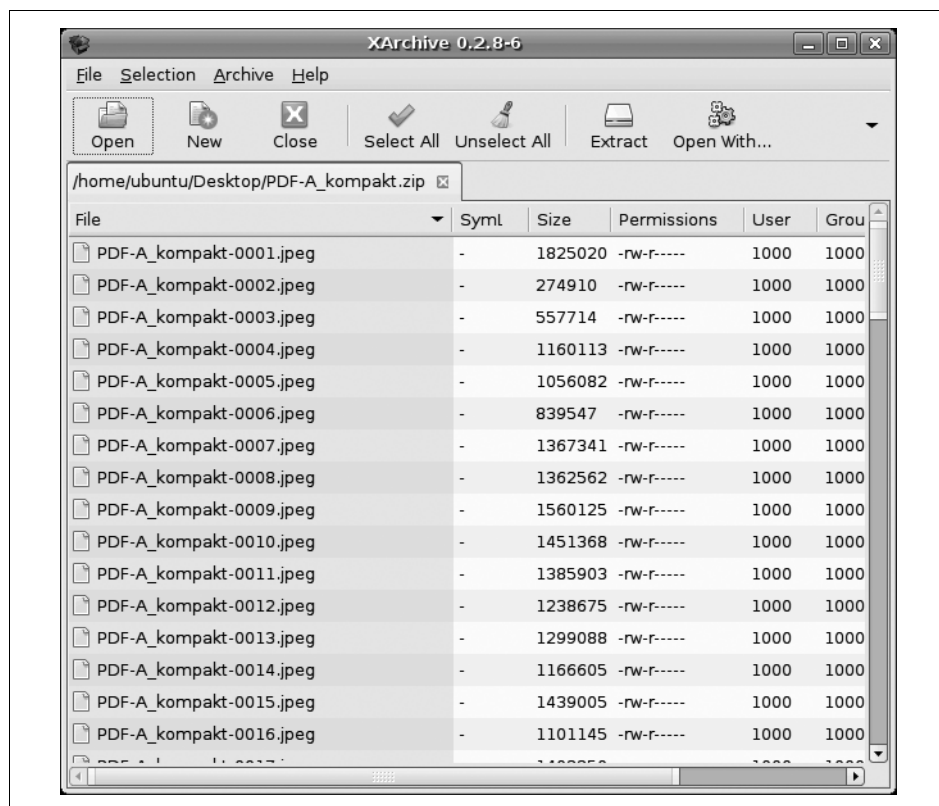 XArchive 0.2.8-6
File Selection Archive Help
Open New Close Select All Unselect All Extract Open With...
/home/ubuntu/Desktop/PDF-A_kompakt.zip
File Syml Size Permissions User Grou
PDF-A_kompakt-0001.jpeg - 1825020 -rw-r----- 1000 1000
PDF-A_kompakt-0002.jpeg - 274910 -rw-r----- 1000 1000
PDF-A_kompakt-0003.jpeg - 557714 -rw-r----- 1000 1000
PDF-A_kompakt-0004.jpeg - 1160113 -rw-r----- 1000 1000
PDF-A_kompakt-0005.jpeg - 1056082 -rw-r----- 1000 1000
PDF-A_kompakt-0006.jpeg - 839547 -rw-r----- 1000 1000
PDF-A_kompakt-0007.jpeg - 1367341 -rw-r----- 1000 1000
PDF-A_kompakt-0008.jpeg - 1362562 -rw-r----- 1000 1000
PDF-A_kompakt-0009.jpeg - 1560125 -rw-r----- 1000 1000
PDF-A_kompakt-0010.jpeg - 1451368 -rw-r----- 1000 1000
PDF-A_kompakt-0011.jpeg - 1385903 -rw-r----- 1000 1000
PDF-A_kompakt-0012.jpeg - 1238675 -rw-r----- 1000 1000
PDF-A_kompakt-0013.jpeg - 1299088 -rw-r----- 1000 1000
PDF-A_kompakt-0014.jpeg - 1166605 -rw-r----- 1000 1000
PDF-A_kompakt-0015.jpeg - 1439005 -rw-r----- 1000 1000
PDF-A_kompakt-0016.jpeg - 1101145 -rw-r----- 1000 1000